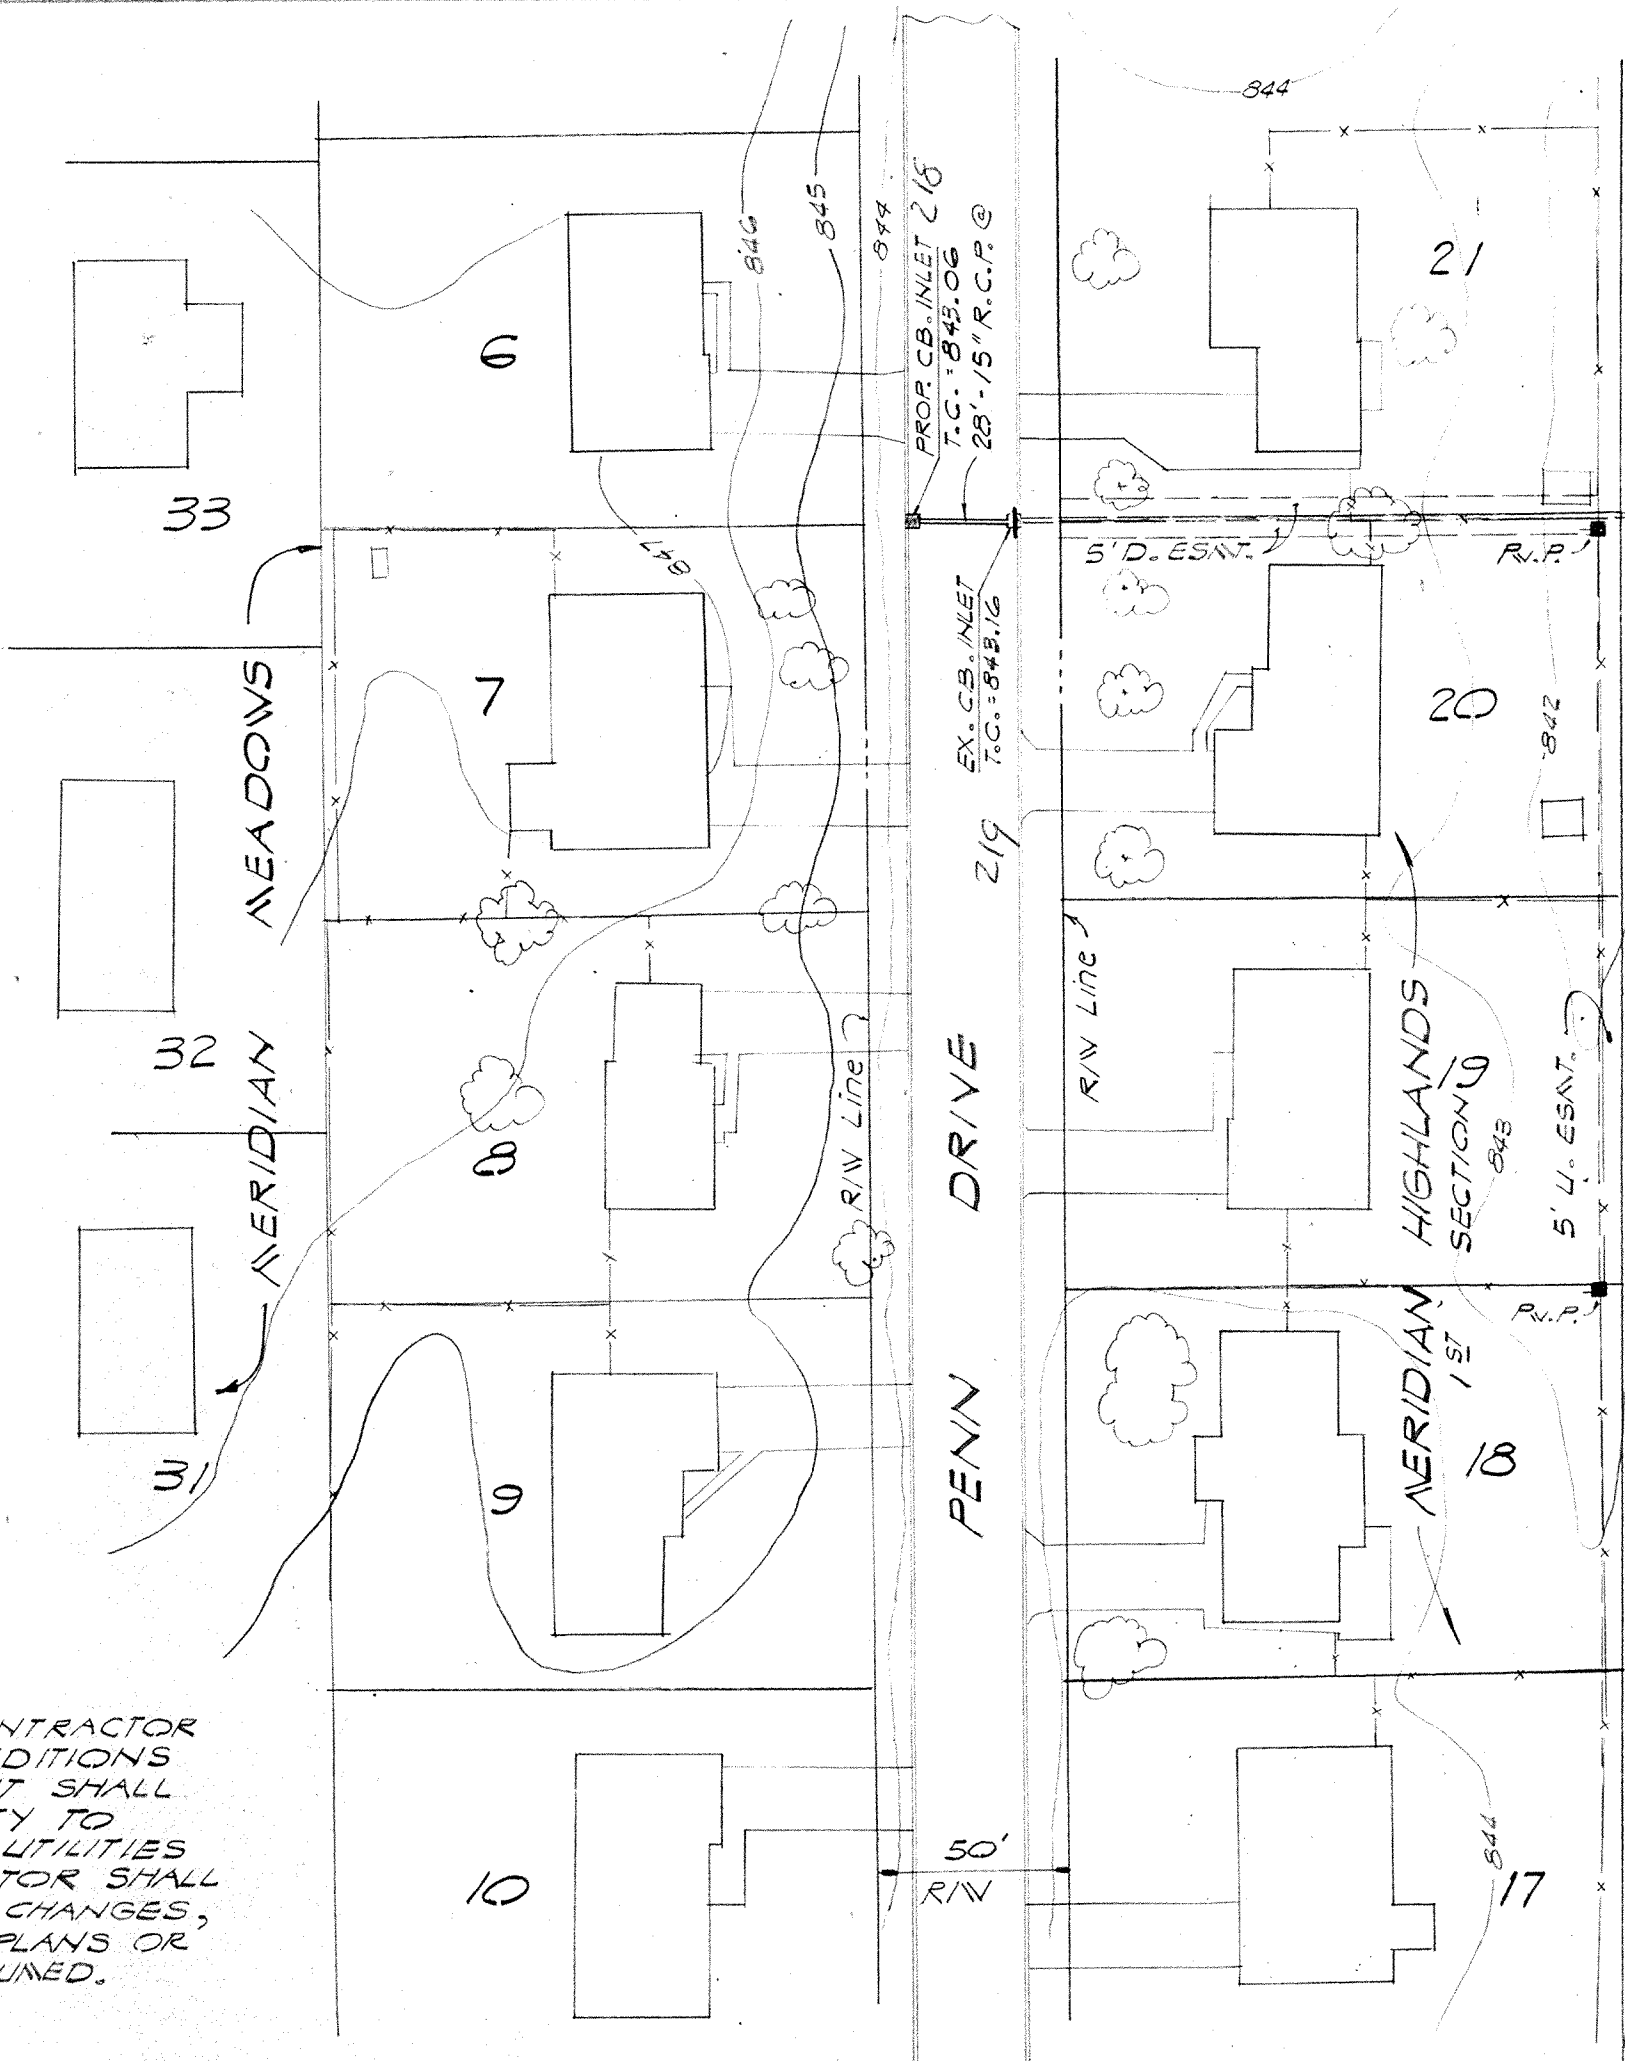 844
846
845
844
PROP. CB. INLET 218
T.C. = 843.06
28' - 15" R.C.P. @
21
6
33
847
5' D. ESMT.
P.P.
EX. C.B. INLET
T.C. = 843.16
7
20
842
219
MERIDIAN MEADOWS
32
R/W Line
R/W Line
8
19
843
5' U. ESMT.
P.P.
MERIDIAN HIGHLANDS
1ST SECTION
PENN DRIVE
31
9
18
NTRACTOR
DITIONS
T SHALL
TY TO
UTILITIES
TOR SHALL
CHANGES,
PLANS OR
UMED.
10
50'
R/W
844
17